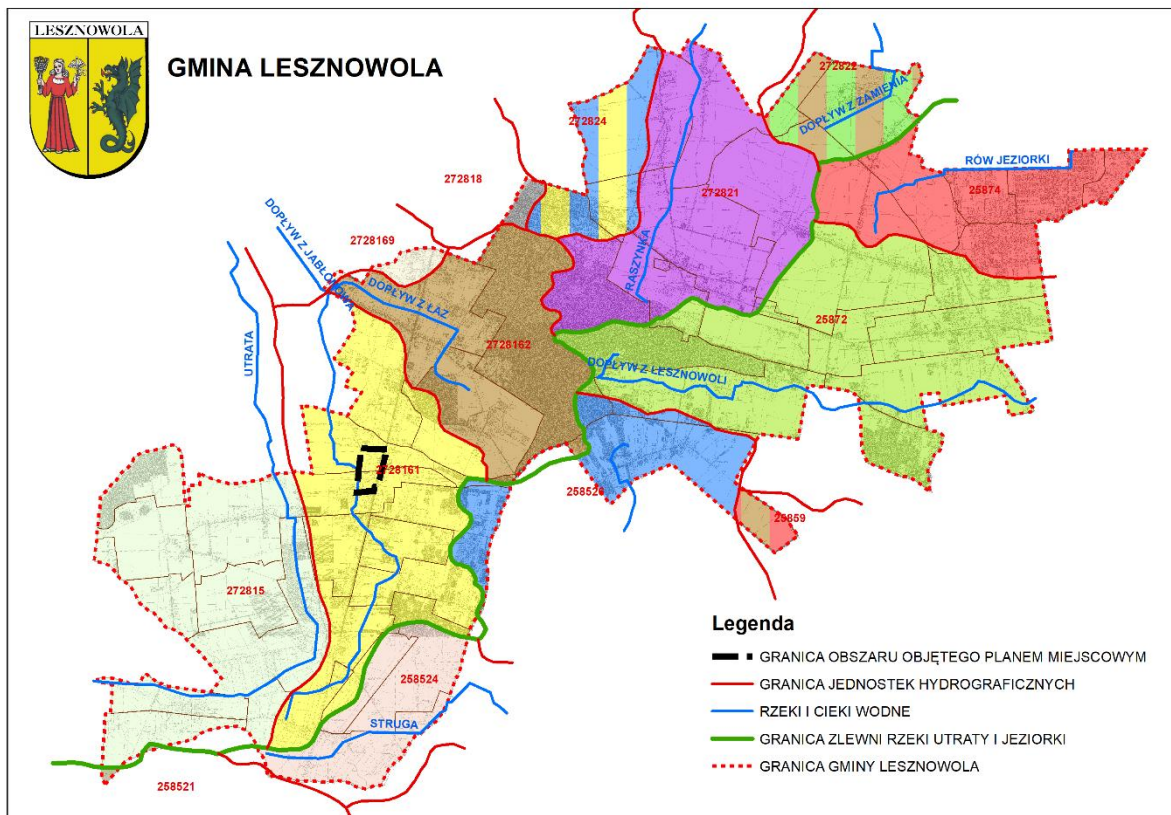 LESZNOWOLA
GMINA LESZNOWOLA
272822
DOPŁYW Z ZAMIENIA
272824
RÓW JEZIORKI
25874
272818
272821
DOPŁYW Z JABŁONOWA
2728169
RASZYNKA
DOPŁYW Z ŁAZ
25872
UTRATA
2728162
DOPŁYW Z LESZNOWOLI
2728161
258526
25859
272815
258524
STRUGA
258521
Legenda
GRANICA OBSZARU OBJĘTEGO PLANEM MIEJSCOWYM
GRANICA JEDNOSTEK HYDROGRAFICZNYCH
RZEKI I CIEKI WODNE
GRANICA ZLEWNI RZEKI UTRATY I JEZIORKI
GRANICA GMINY LESZNOWOLA